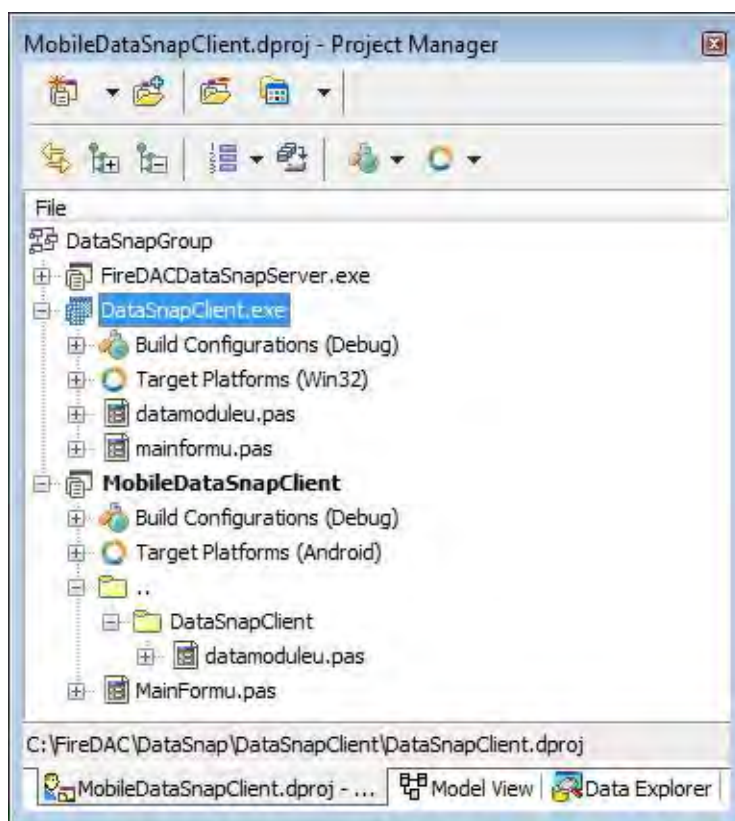 MobileDataSnapClient.dproj - Project Manager
File
DataSnapGroup
FireDACDataSnapServer.exe
DataSnapClient.exe
Build Configurations (Debug)
Target Platforms (Win32)
datamoduleu.pas
mainformu.pas
MobileDataSnapClient
Build Configurations (Debug)
Target Platforms (Android)
..
DataSnapClient
datamoduleu.pas
MainFormu.pas
C:\FireDAC\DataSnap\DataSnapClient\DataSnapClient.dproj
MobileDataSnapClient.dproj - ... Model View Data Explorer